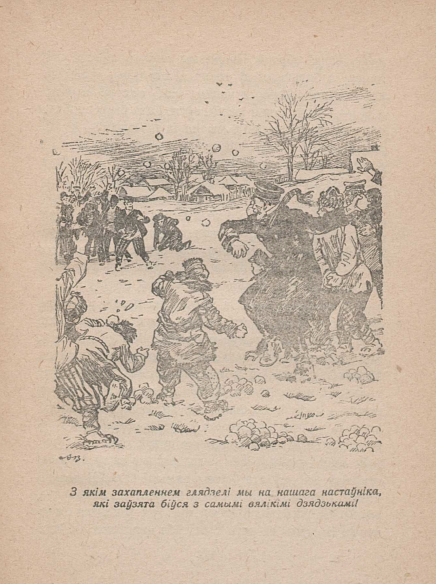 З якім захапленнем глядзелі мы на нашага настаўніка,
які заўзята біўся з самымі вялікімі дзядзькамі!